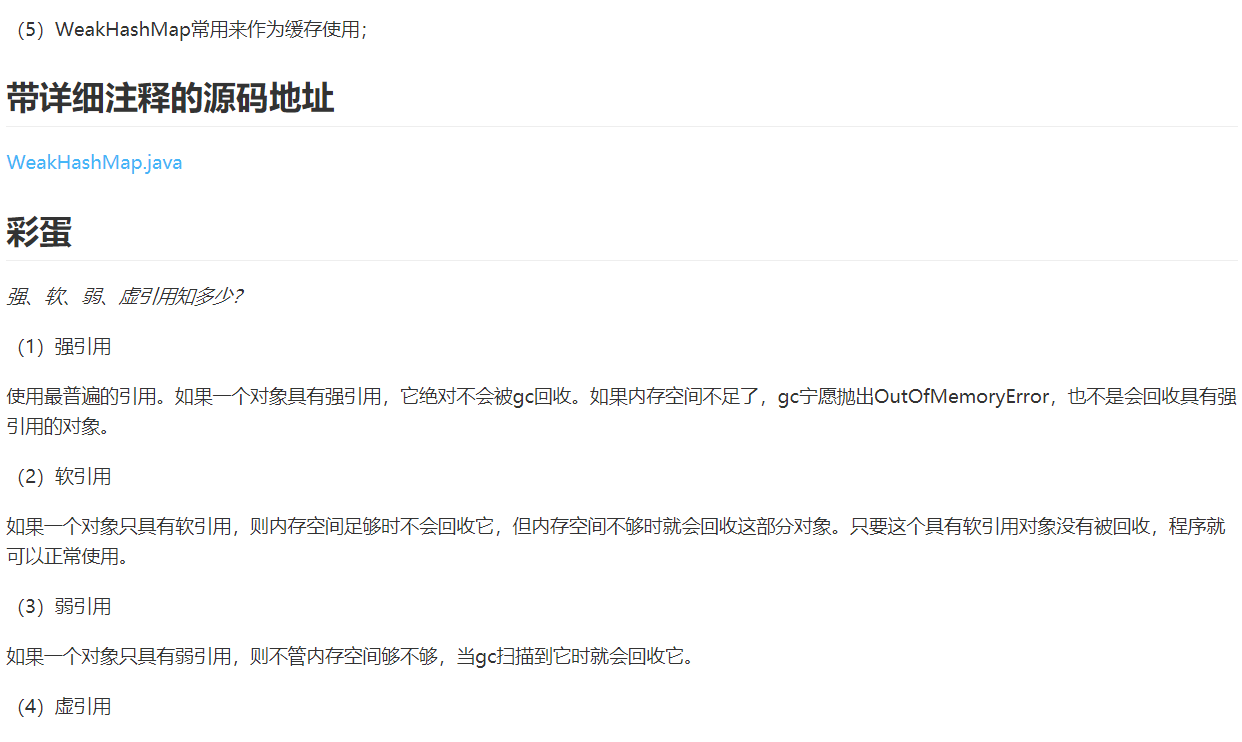 （5）WeakHashMap常用来作为缓存使用；
带详细注释的源码地址
WeakHashMap.java
彩蛋
强、软、弱、虚引用知多少？
（1）强引用
使用最普遍的引用。如果一个对象具有强引用，它绝对不会被gc回收。如果内存空间不足了，gc宁愿抛出OutOfMemoryError，也不是会回收具有强
引用的对象。
（2）软引用
如果一个对象只具有软引用，则内存空间足够时不会回收它，但内存空间不够时就会回收这部分对象。只要这个具有软引用对象没有被回收，程序就
可以正常使用。
（3）弱引用
如果一个对象只具有弱引用，则不管内存空间够不够，当gc扫描到它时就会回收它。
（4）虚引用